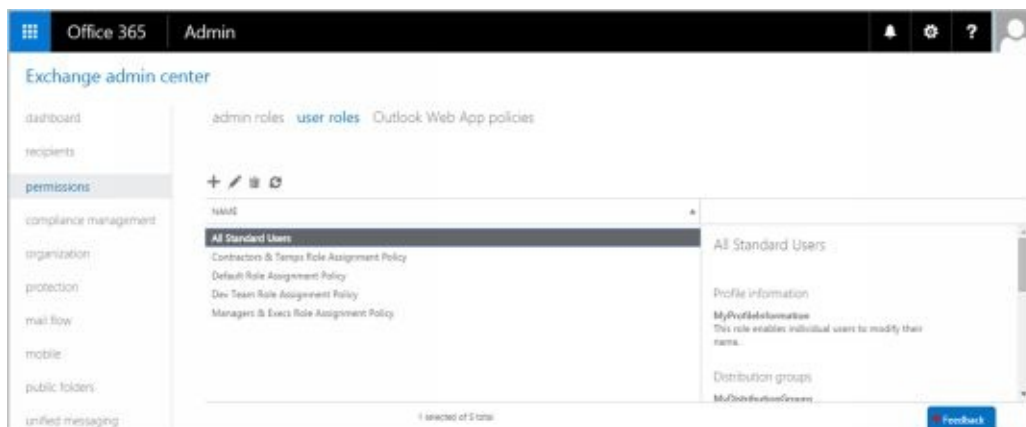 Office 365 Admin ?
Exchange admin center
dashboard
recipients
permissions
compliance management
organization
protection
mail flow
mobile
public folders
unified messaging
admin roles user roles Outlook Web App policies
NAME
All Standard Users
Contractors & Temps Role Assignment Policy
Default Role Assignment Policy
Dev Team Role Assignment Policy
Managers & Execs Role Assignment Policy
All Standard Users
Profile information
MyProfileInformation
This role enables individual users to modify their
name.
Distribution groups
MyDistributionGroups
1 selected of 5 total
Feedback